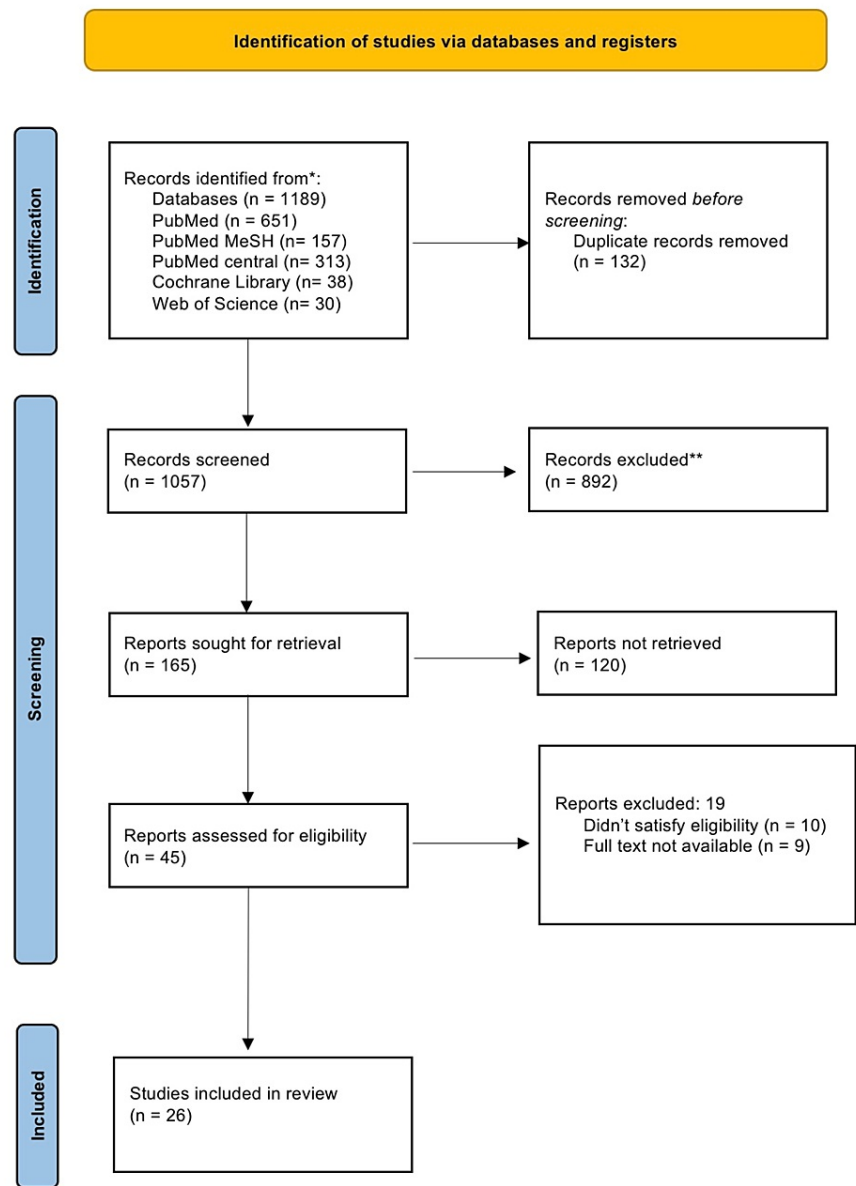 Identification of studies via databases and registers
Identification
Records identified from*:
Databases (n = 1189)
PubMed (n = 651)
PubMed MeSH (n= 157)
PubMed central (n= 313)
Cochrane Library (n= 38)
Web of Science (n= 30)
Records removed before
screening:
Duplicate records removed
(n = 132)
Screening
Records screened
(n = 1057)
Records excluded**
(n = 892)
Reports sought for retrieval
(n = 165)
Reports not retrieved
(n = 120)
Reports assessed for eligibility
(n = 45)
Reports excluded: 19
Didn’t satisfy eligibility (n = 10)
Full text not available (n = 9)
Included
Studies included in review
(n = 26)